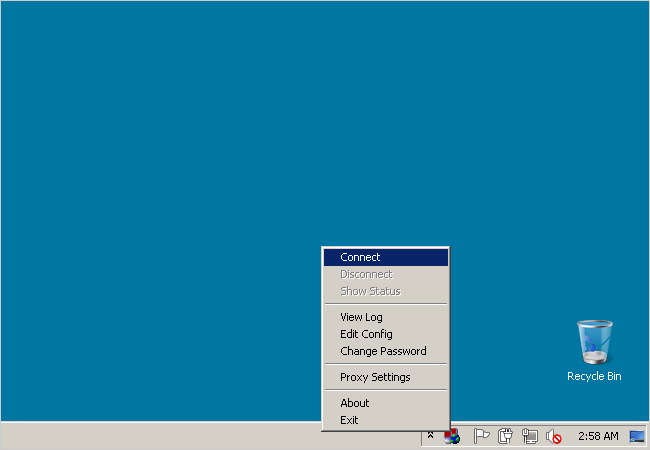 Connect
Disconnect
Show Status
View Log
Edit Config
Change Password
Proxy Settings
About
Exit
Recycle Bin
2:58 AM